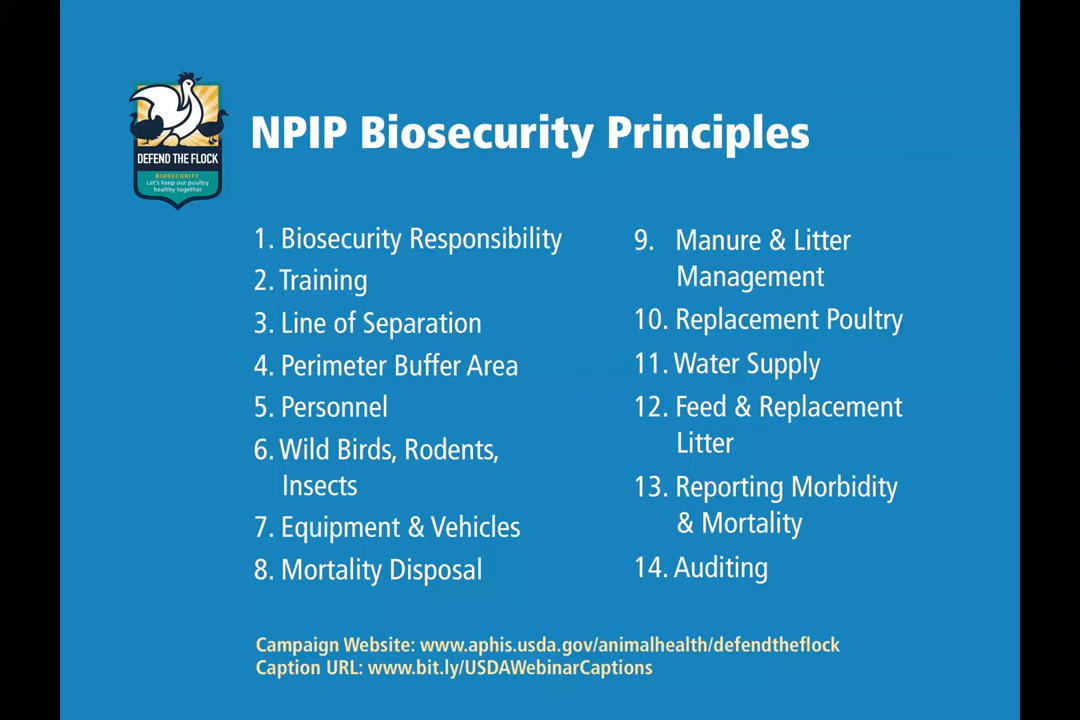 NPIP Biosecurity Principles
DEFEND THE FLOCK
BIOSECURITY
Let's keep our poultry
healthy together
1. Biosecurity Responsibility
2. Training
3. Line of Separation
4. Perimeter Buffer Area
5. Personnel
6. Wild Birds, Rodents,
Insects
7. Equipment & Vehicles
8. Mortality Disposal
9. Manure & Litter
Management
10. Replacement Poultry
11. Water Supply
12. Feed & Replacement
Litter
13. Reporting Morbidity
& Mortality
14. Auditing
Campaign Website: www.aphis.usda.gov/animalhealth/defendtheflock
Caption URL: www.bit.ly/USDAWebinarCaptions